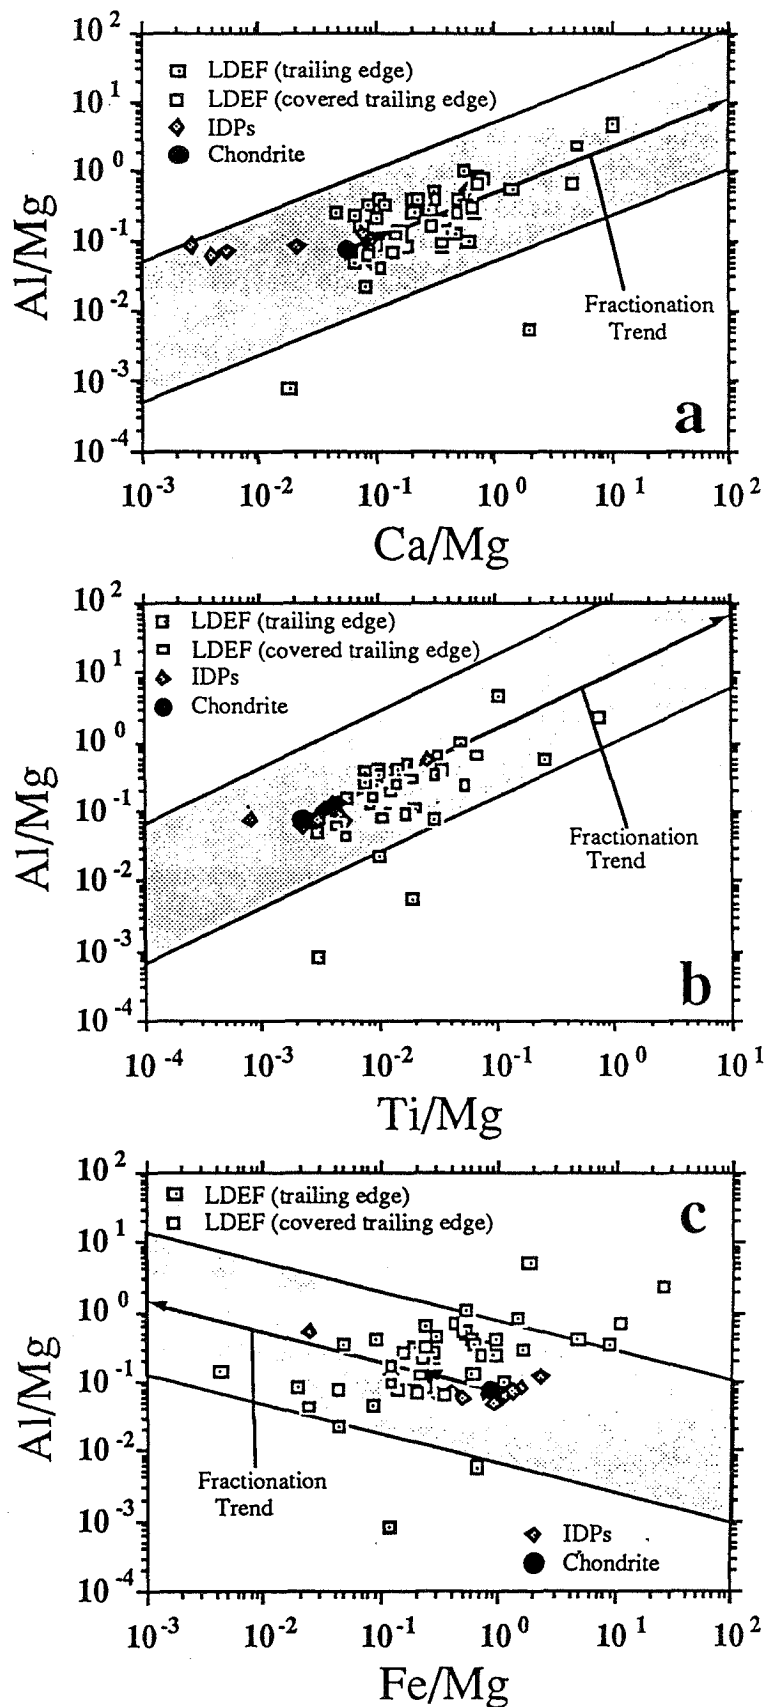 10^2
LDEF (trailing edge)
LDEF (covered trailing edge)
IDPs
Chondrite
10^1
10^0
10^-1
10^-2
10^-3
10^-4
Al/Mg
Fractionation
Trend
a
10^-3 10^-2 10^-1 10^0 10^1 10^2
Ca/Mg
10^2
LDEF (trailing edge)
LDEF (covered trailing edge)
IDPs
Chondrite
10^1
10^0
10^-1
10^-2
10^-3
10^-4
Al/Mg
Fractionation
Trend
b
10^-4 10^-3 10^-2 10^-1 10^0 10^1
Ti/Mg
10^2
LDEF (trailing edge)
LDEF (covered trailing edge)
c
10^1
10^0
10^-1
10^-2
10^-3
10^-4
Al/Mg
Fractionation
Trend
IDPs
Chondrite
10^-3 10^-2 10^-1 10^0 10^1 10^2
Fe/Mg